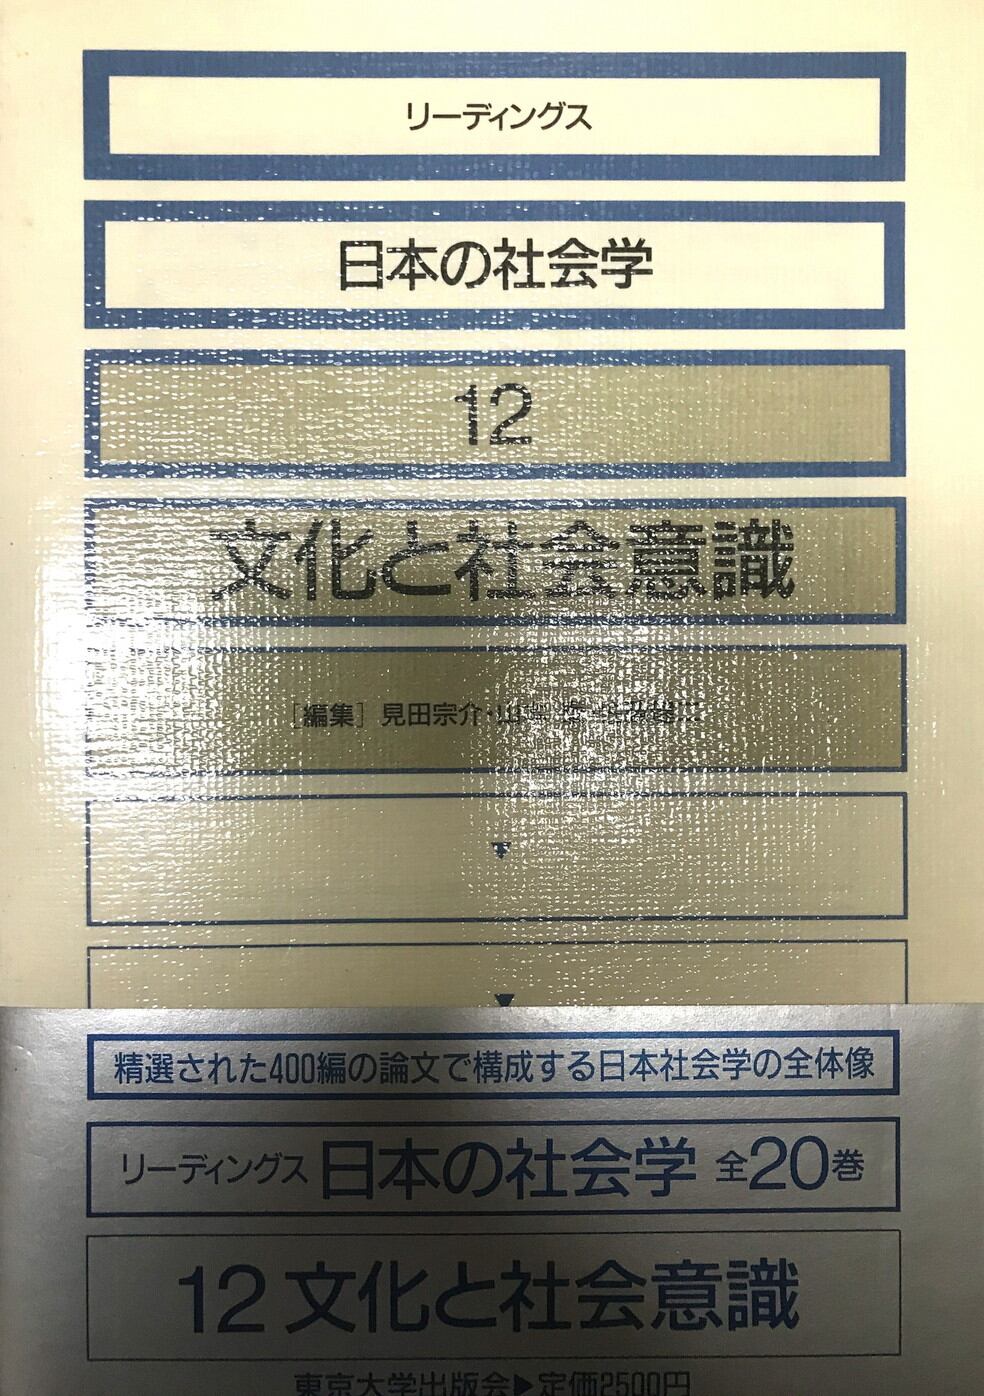 リーディングス
日本の社会学
12
文化と社会意識
［編集］見田宗介・山
精選された400編の論文で構成する日本社会学の全体像
リーディングス 日本の社会学 全20巻
12 文化と社会意識
東京大学出版会▶定価2500円